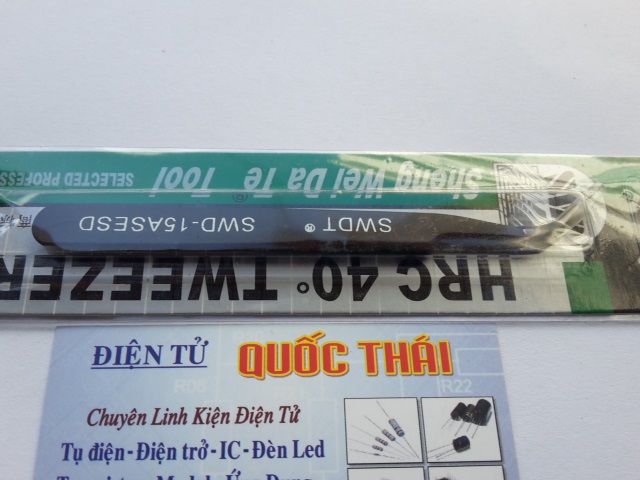 Sheng Wei Da Te® Tool SELECTED PROFESS
SWDT ™ SWD-15ASESD
HRC 40° TWEEZER
ĐIỆN TỬ QUỐC THÁI
R22
Chuyên Linh Kiện Điện Tử
Tụ điện-Điện trở-IC-Đèn Led